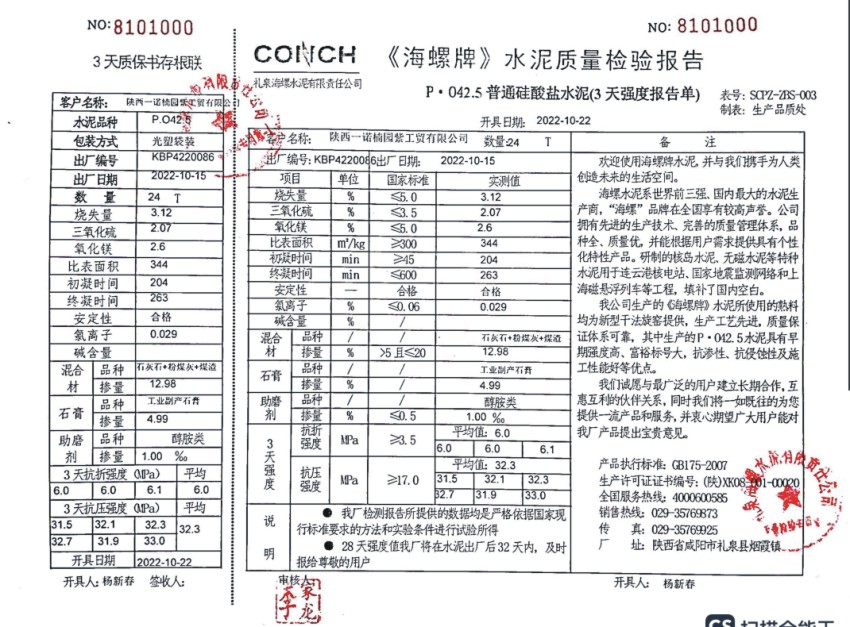 NO: 8101000
3天质保书存根联
客户名称: 陕西一诺楠园紫工贸有限公
水泥品种 P.O42.5
包装方式 光塑袋装
出厂编号 KBP4220086
出厂日期 2022-10-15
数 量 24 T
烧失量 3.12
三氧化硫 2.07
氧化镁 2.6
比表面积 344
初凝时间 204
终凝时间 263
安定性 合格
氯离子 0.029
碱含量
混合材 品种 石灰石+粉煤灰+煤渣
掺量 12.98
石膏 品种 工业副产石膏
掺量 4.99
助磨剂 品种 醇胺类
掺量 1.00 ‰
3天抗折强度 (MPa) 平均
6.0 6.0 6.1 6.0
3天抗压强度 (MPa) 平均
31.5 32.1 32.3 32.3
32.7 31.9 33.0
开具日期 2022-10-22
开具人: 杨新春 签收人:
NO: 8101000
CONCH
礼泉海螺水泥有限责任公司
《海螺牌》水泥质量检验报告
P·042.5 普通硅酸盐水泥(3天强度报告单)
表号: SCPZ-ZBS-003
制表: 生产品质处
开具日期: 2022-10-22
客户名称: 陕西一诺楠园紫工贸有限公司 数量:24 T
出厂编号: KBP4220086 出厂日期: 2022-10-15
项目 单位 国家标准 实测值
烧失量 % ≤5.0 3.12
三氧化硫 % ≤3.5 2.07
氧化镁 % ≤5.0 2.6
比表面积 m²/kg ≥300 344
初凝时间 min ≥45 204
终凝时间 min ≤600 263
安定性 — 合格 合格
氯离子 % ≤0.06 0.029
碱含量 % /
混合材 品种 — / 石灰石+粉煤灰+煤渣
掺量 % >5且≤20 12.98
石膏 品种 / / 工业副产石膏
掺量 % / 4.99
助磨剂 品种 / / 醇胺类
掺量 % ≤0.5 1.00 ‰
3天强度 抗折强度 MPa ≥3.5 平均值: 6.0
6.0 6.0 6.1
抗压强度 MPa ≥17.0 平均值: 32.3
31.5 32.1 32.3
32.7 31.9 33.0
说明
● 我厂检测报告所提供的数据均是严格依据国家现
行标准要求的方法和实验条件进行试验所得
● 28天强度值我厂将在水泥出厂后32天内, 及时
报给尊敬的用户
备 注
欢迎使用海螺牌水泥, 并与我们携手为人类
创造未来的生活空间。
海螺水泥系世界前三强、国内最大的水泥生
产商, “海螺”品牌在全国享有较高声誉。公司
拥有先进的生产技术、完善的质量管理体系, 品
种全、质量优, 并能根据用户需求提供具有个性
化特性产品。研制的核岛水泥、无磁水泥等特种
水泥用于连云港核电站、国家地震监测网络和上
海磁悬浮列车等工程, 填补了国内空白。
我公司生产的《海螺牌》水泥所使用的熟料
均为新型干法旋窑提供, 生产工艺先进, 质量保
证体系可靠, 其中生产的P·042.5水泥具有早
期强度高、富裕标号大, 抗渗性、抗侵蚀性及施
工性能好等优点。
我们诚愿与最广泛的用户建立长期合作, 互
惠互利的伙伴关系, 同时我们将一如既往的为您
提供一流产品和服务, 并衷心期望广大用户能对
我厂产品提出宝贵意见。
产品执行标准: GB175-2007
生产许可证证书编号: (陕)XK08-001-00020
全国服务热线: 4000600585
销售热线: 029-35769873
传 真: 029-35769925
厂 址: 陕西省咸阳市礼泉县烟霞镇
审核人:
李家龙
开具人: 杨新春
CS 扫描全能王